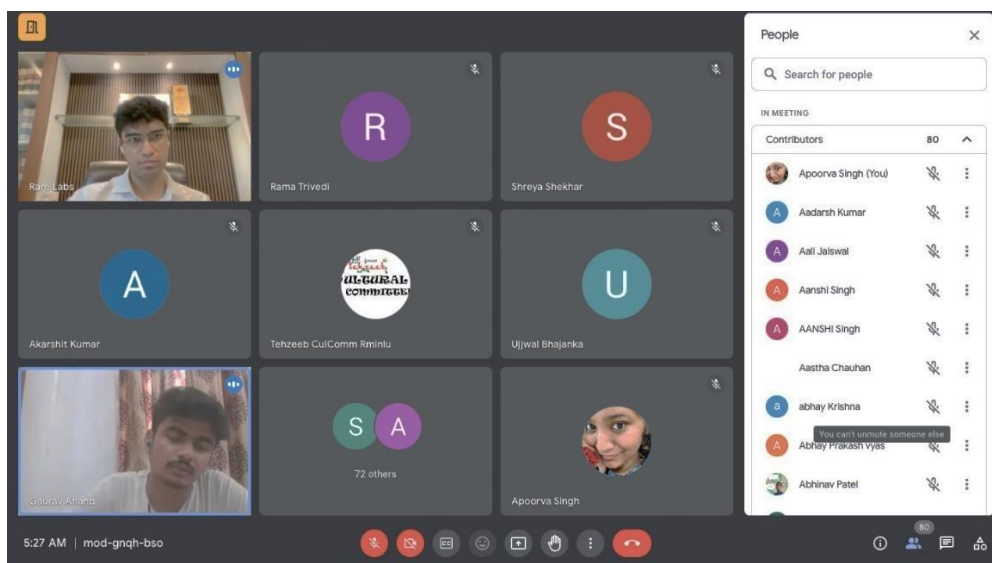 People
Search for people
IN MEETING
Contributors 80
Apoorva Singh (You)
A Aadarsh Kumar
A Aali Jaiswal
A Aanshi Singh
A AANSHI Singh
Aastha Chauhan
a abhay Krishna
You can't unmute someone else
A Abhay Prakash vyas
Abhinav Patel
Rare Labs
R
Rama Trivedi
S
Shreya Shekhar
A
Akarshit Kumar
tehzeeb
CULTURAL
COMMITTEE
Tehzeeb CulComm Rmlnlu
U
Ujjwal Bhajanka
Gaurav Anand
S A
72 others
Apoorva Singh
5:27 AM | mod-gnqh-bso
CC
80